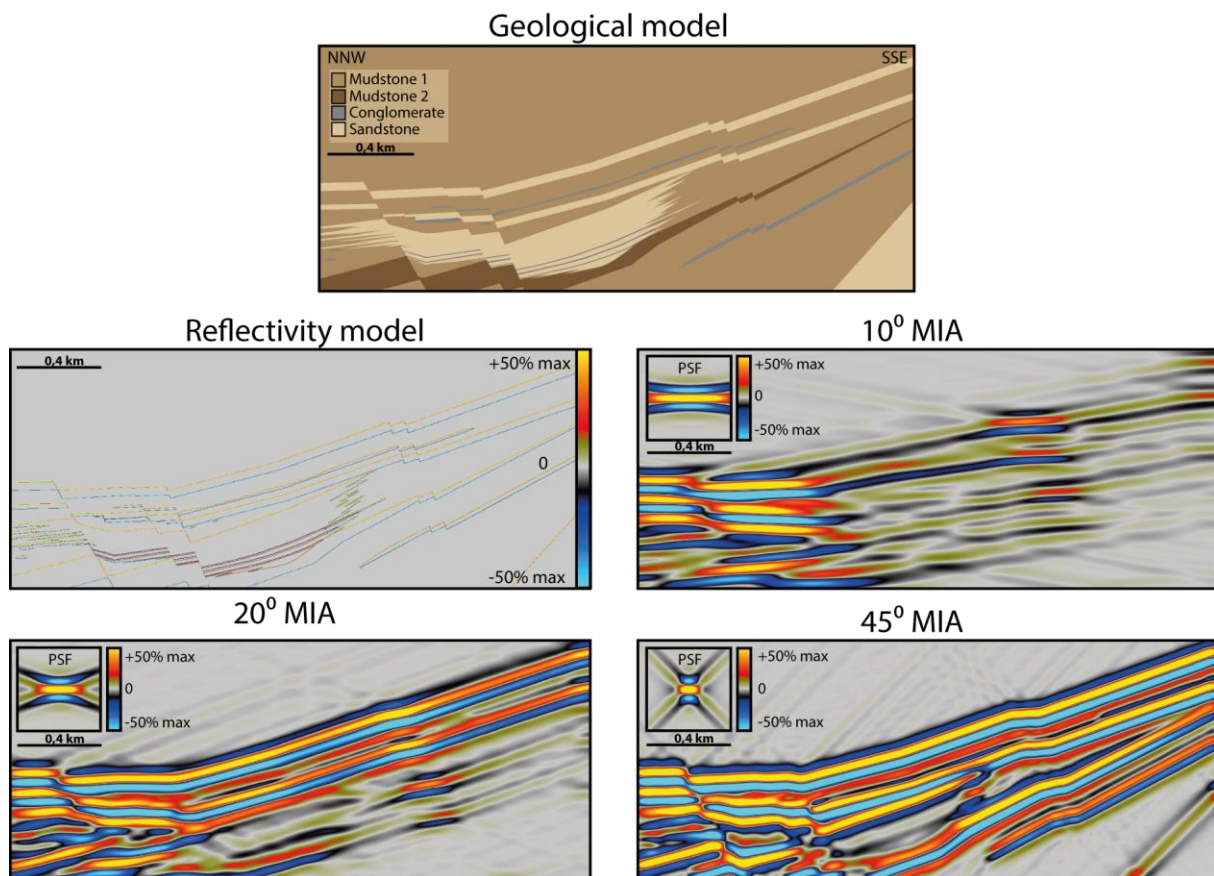 Geological model
NNW
SSE
Mudstone 1
Mudstone 2
Conglomerate
Sandstone
0,4 km
Reflectivity model
0,4 km
+50% max
0
-50% max
10⁰ MIA
PSF
+50% max
0
-50% max
0,4 km
20⁰ MIA
PSF
+50% max
0
-50% max
0,4 km
45⁰ MIA
PSF
+50% max
0
-50% max
0,4 km